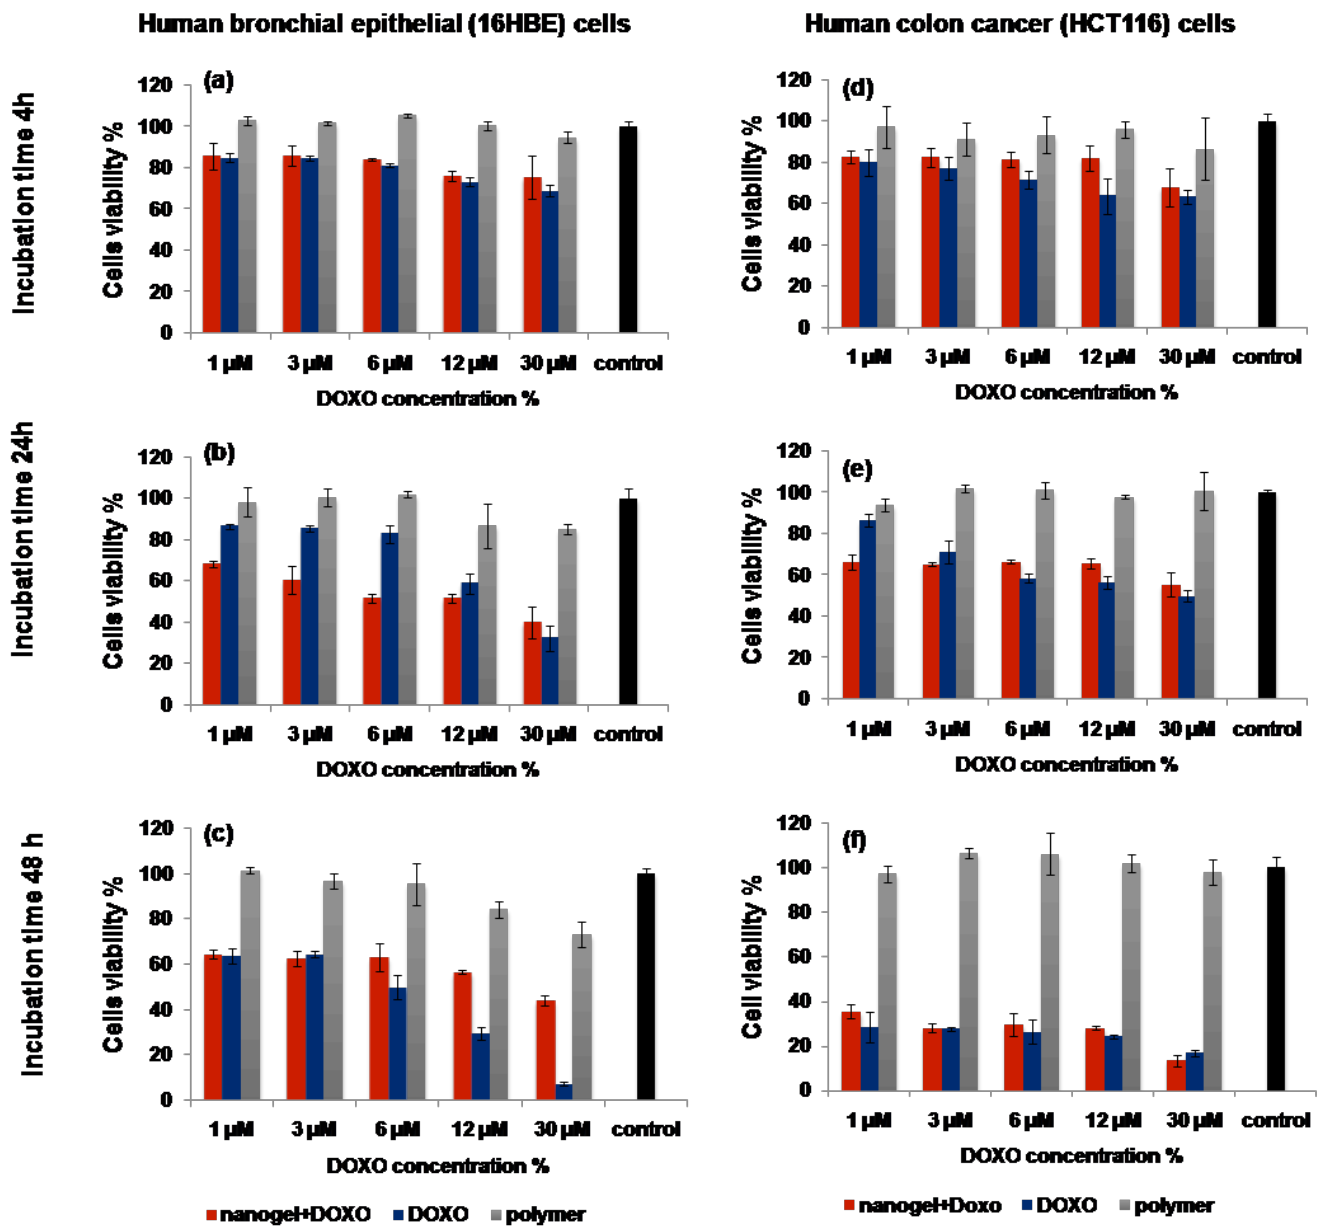 Human bronchial epithelial (16HBE) cells
Human colon cancer (HCT116) cells
Incubation time 4h
(a)
Cells viability %
120
100
80
60
40
20
0
1 µM 3 µM 6 µM 12 µM 30 µM control
DOXO concentration %
(d)
Cells viability %
120
100
80
60
40
20
0
1 µM 3 µM 6 µM 12 µM 30 µM control
DOXO concentration %
Incubation time 24h
(b)
Cells viability %
120
100
80
60
40
20
0
1 µM 3 µM 6 µM 12 µM 30 µM control
DOXO concentration %
(e)
Cells viability %
120
100
80
60
40
20
0
1 µM 3 µM 6 µM 12 µM 30 µM control
DOXO concentration %
Incubation time 48 h
(c)
Cells viability %
120
100
80
60
40
20
0
1 µM 3 µM 6 µM 12 µM 30 µM control
DOXO concentration %
(f)
Cell viability %
120
100
80
60
40
20
0
1 µM 3 µM 6 µM 12 µM 30 µM control
DOXO concentration %
nanogel+DOXO DOXO polymer
nanogel+Doxo DOXO polymer